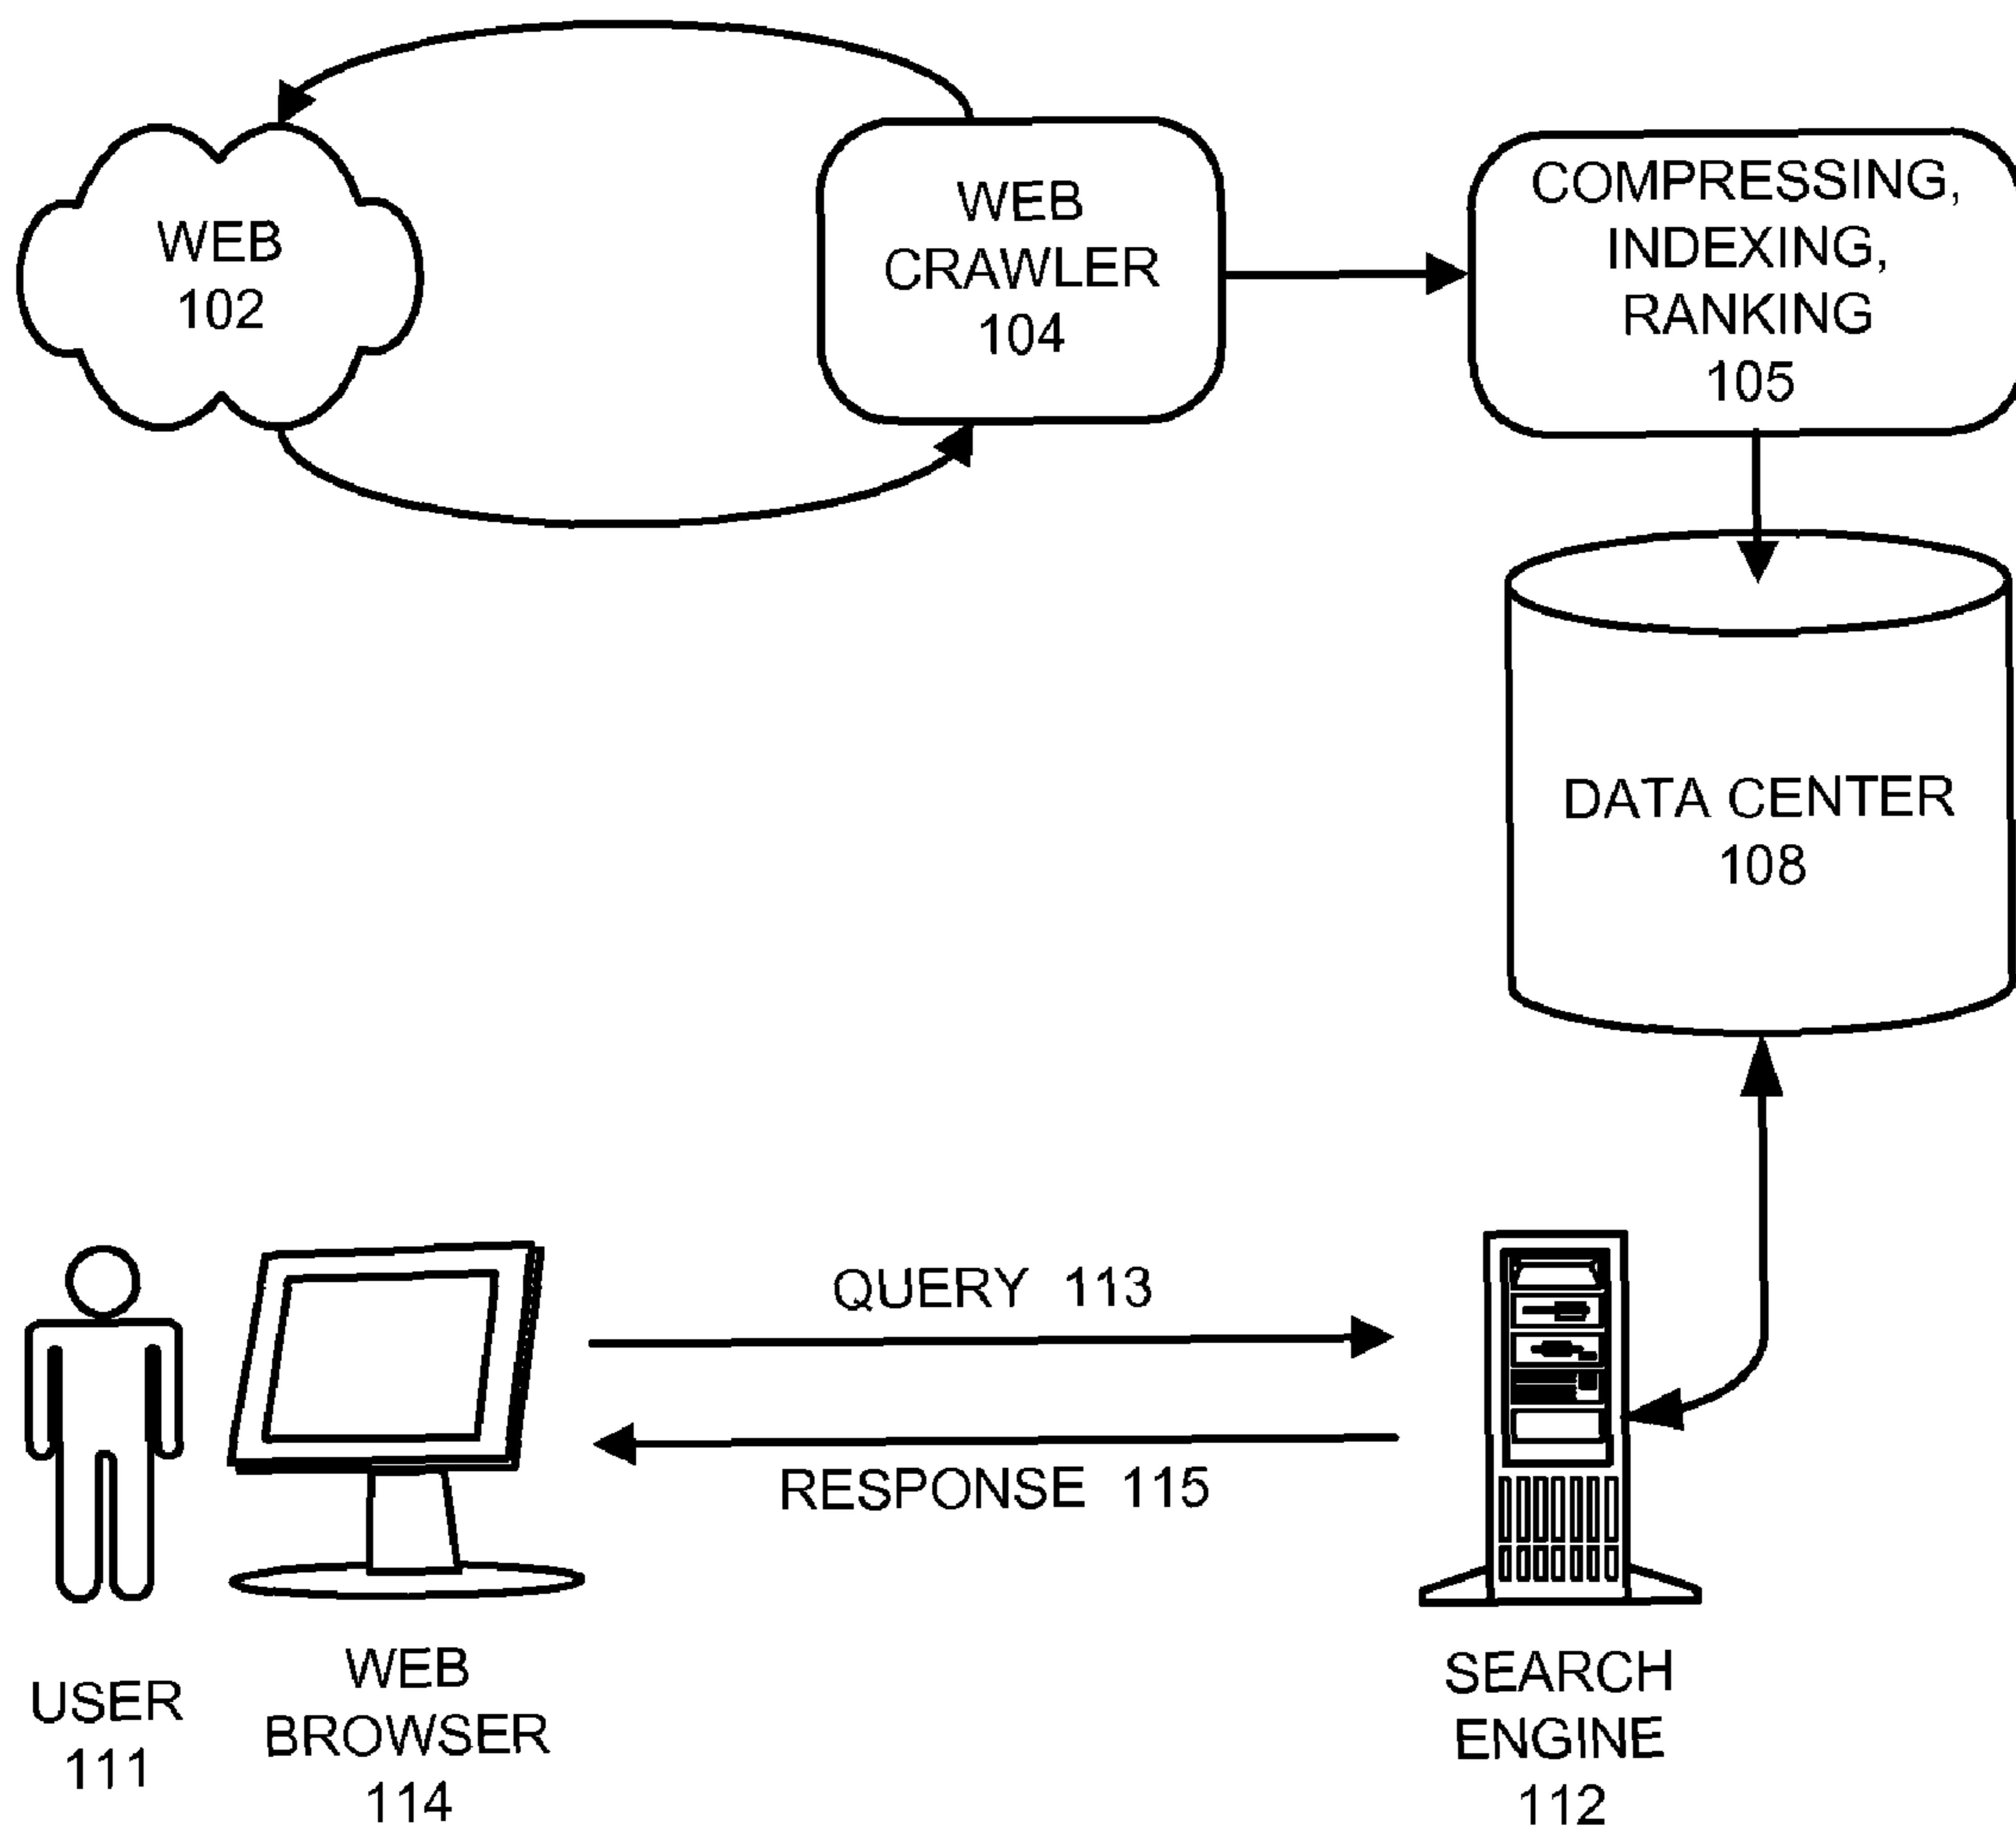 WEB
102
WEB
CRAWLER
104
COMPRESSING,
INDEXING,
RANKING
105
DATA CENTER
108
QUERY 113
RESPONSE 115
USER
111
WEB
BROWSER
114
SEARCH
ENGINE
112